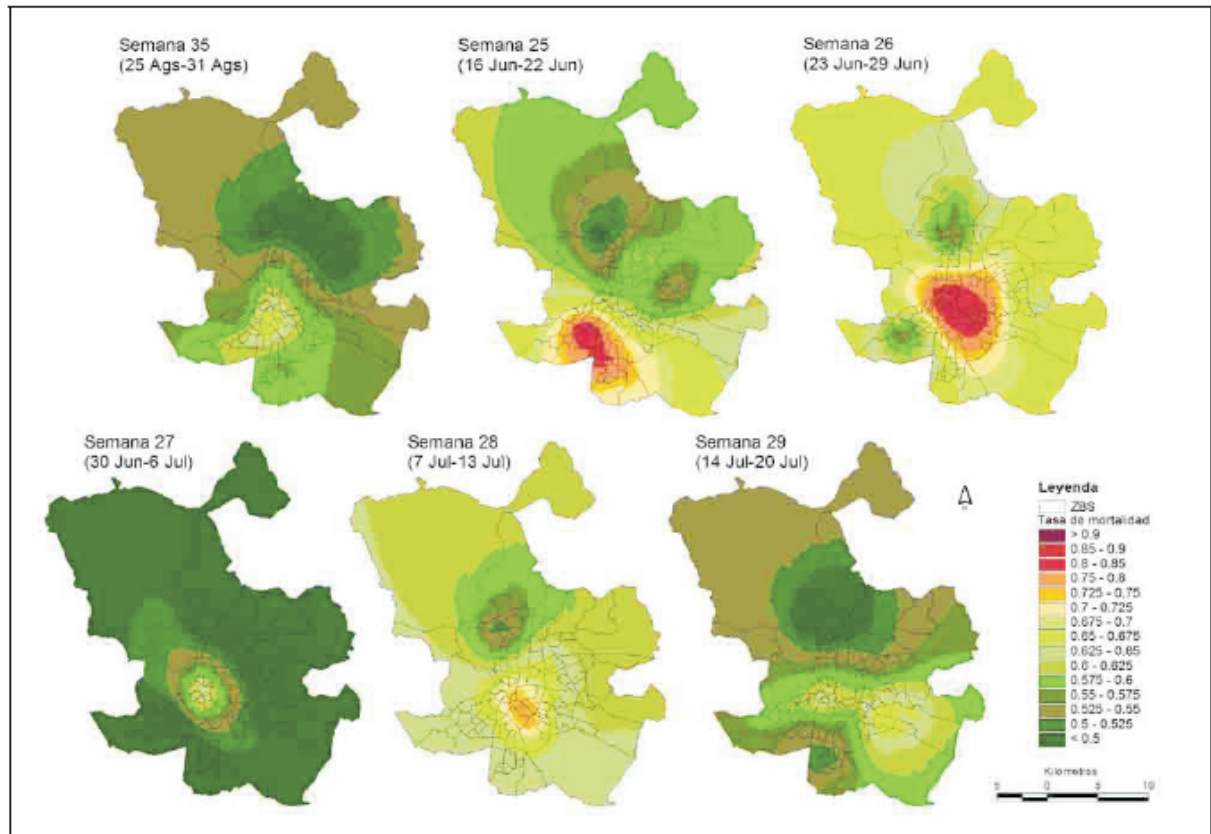 Semana 35
(25 Ags-31 Ags)
Semana 25
(16 Jun-22 Jun)
Semana 26
(23 Jun-29 Jun)
Semana 27
(30 Jun-6 Jul)
Semana 28
(7 Jul-13 Jul)
Semana 29
(14 Jul-20 Jul)
Leyenda
ZBS
Tasa de mortalidad
> 0.9
0.85 - 0.9
0.8 - 0.85
0.75 - 0.8
0.725 - 0.75
0.7 - 0.725
0.675 - 0.7
0.65 - 0.675
0.625 - 0.65
0.6 - 0.625
0.575 - 0.6
0.55 - 0.575
0.525 - 0.55
0.5 - 0.525
< 0.5
Kilometros
5 0 5 10